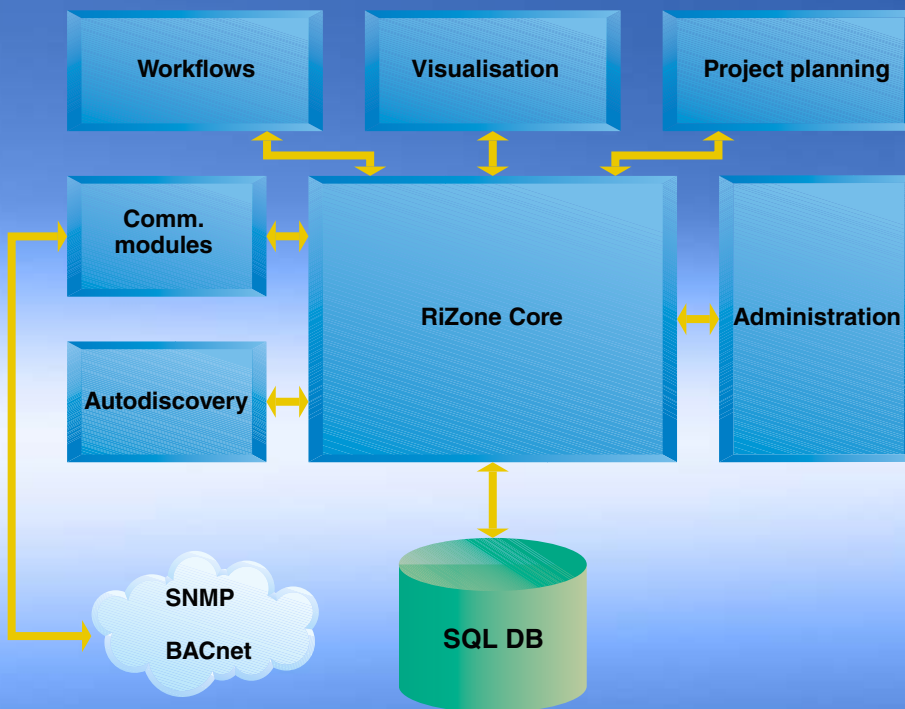 Workflows
Visualisation
Project planning
Comm.
modules
RiZone Core
Administration
Autodiscovery
SNMP
BACnet
SQL DB